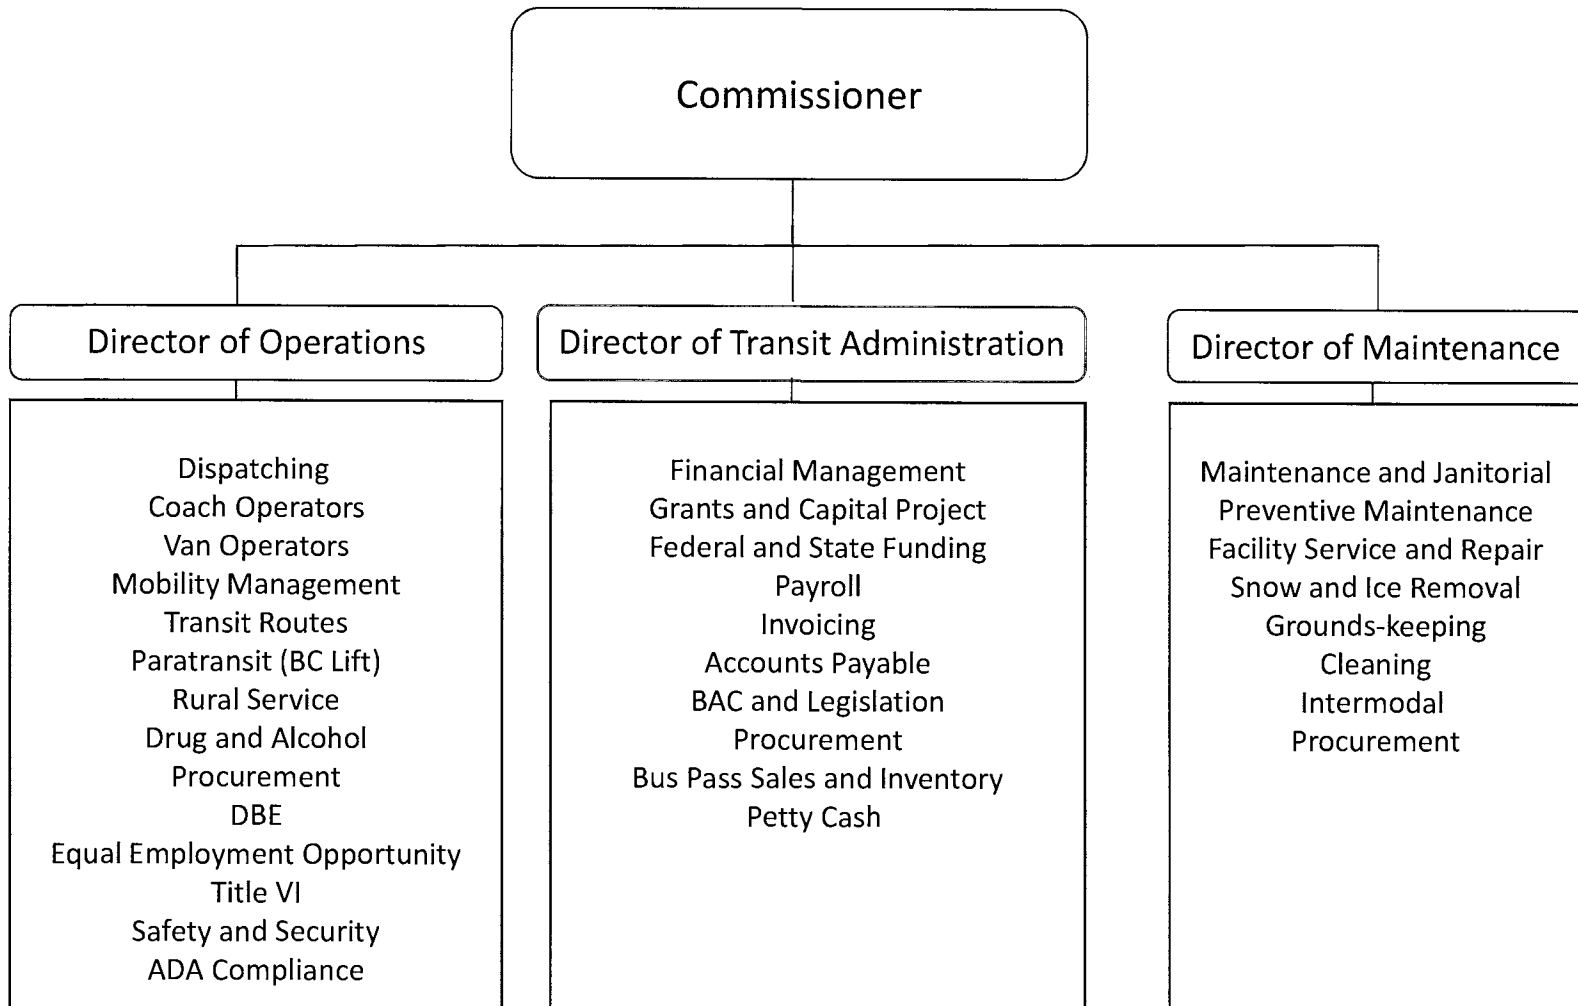 Commissioner
Director of Operations
Dispatching
Coach Operators
Van Operators
Mobility Management
Transit Routes
Paratransit (BC Lift)
Rural Service
Drug and Alcohol
Procurement
DBE
Equal Employment Opportunity
Title VI
Safety and Security
ADA Compliance
Director of Transit Administration
Financial Management
Grants and Capital Project
Federal and State Funding
Payroll
Invoicing
Accounts Payable
BAC and Legislation
Procurement
Bus Pass Sales and Inventory
Petty Cash
Director of Maintenance
Maintenance and Janitorial
Preventive Maintenance
Facility Service and Repair
Snow and Ice Removal
Grounds-keeping
Cleaning
Intermodal
Procurement